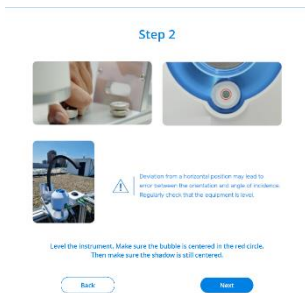 Step 2
Deviation from a horizontal position may lead to
error between the orientation and angle of incidence.
Regularly check that the equipment is level.
Level the instrument. Make sure the bubble is centered in the red circle.
Then make sure the shadow is still centered.
Back
Next